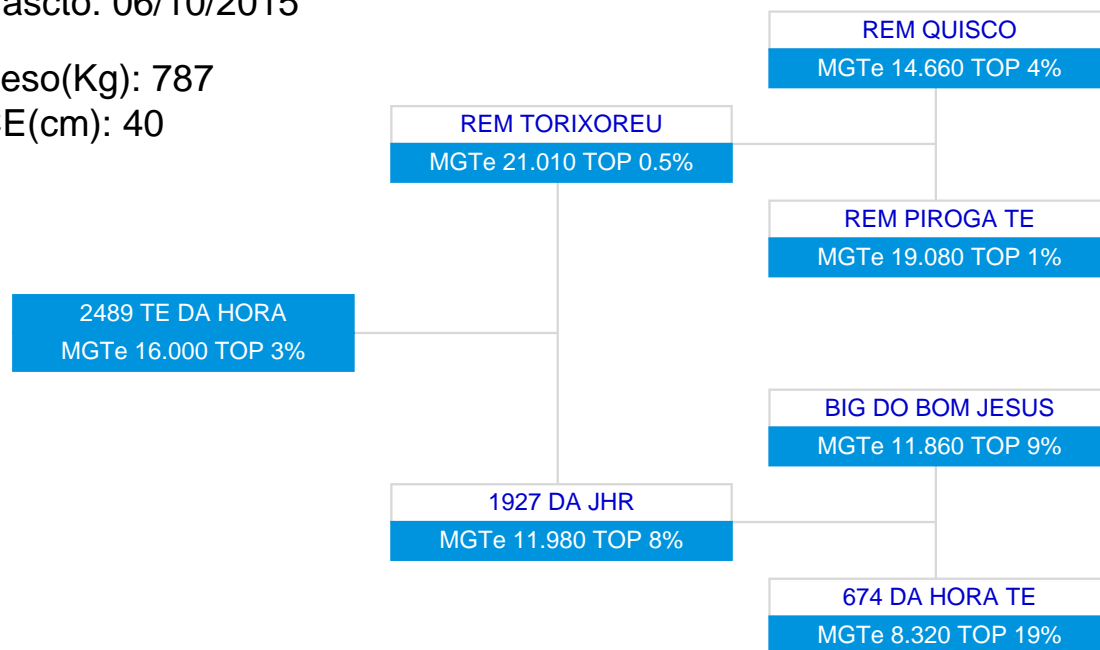 ascto: 06/10/2015
eso(Kg): 787
E(cm): 40
REM QUISCO
MGTe 14.660 TOP 4%
REM TORIXOREU
MGTe 21.010 TOP 0.5%
REM PIROGA TE
MGTe 19.080 TOP 1%
2489 TE DA HORA
MGTe 16.000 TOP 3%
BIG DO BOM JESUS
MGTe 11.860 TOP 9%
1927 DA JHR
MGTe 11.980 TOP 8%
674 DA HORA TE
MGTe 8.320 TOP 19%